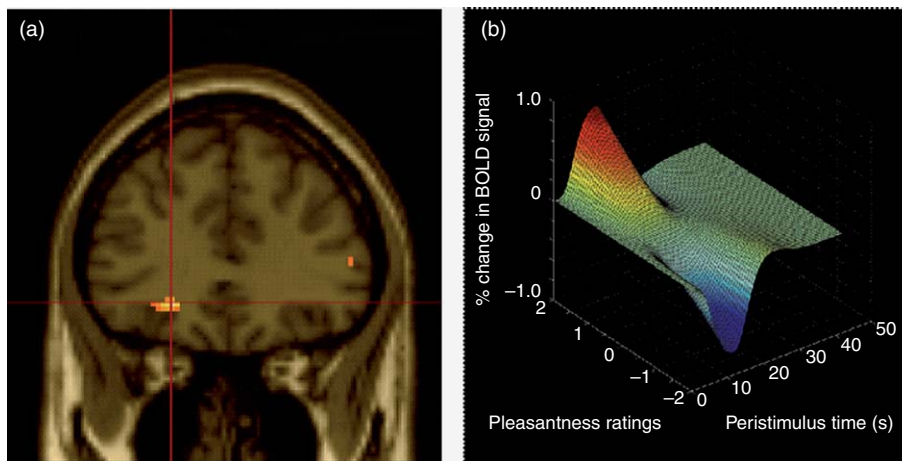 (a)
(b)
% change in BOLD signal
1.0
0
–1.0
2
1
0
–1
–2
0
10
20
30
40
50
Pleasantness ratings
Peristimulus time (s)